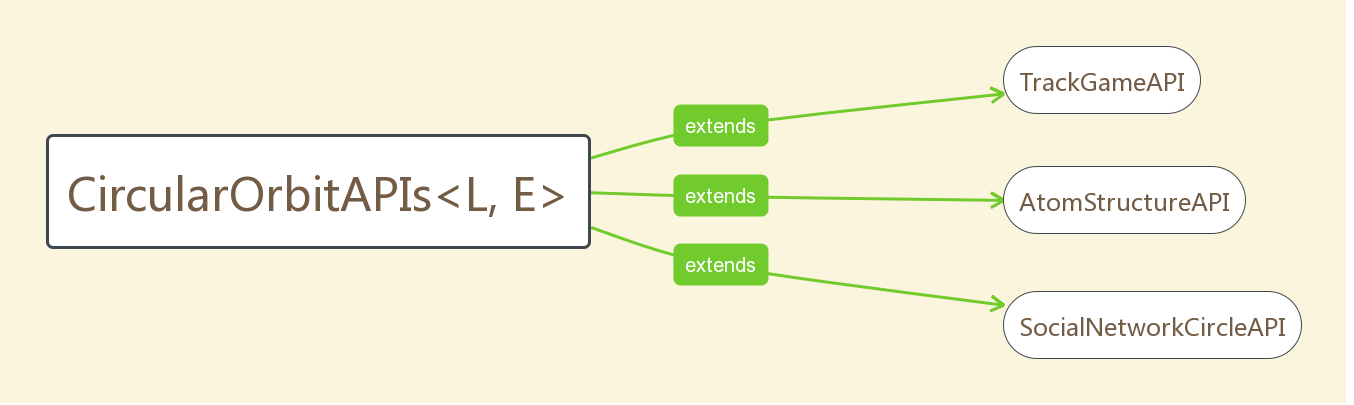 CircularOrbitAPIs<L, E>
extends
TrackGameAPI
extends
AtomStructureAPI
extends
SocialNetworkCircleAPI